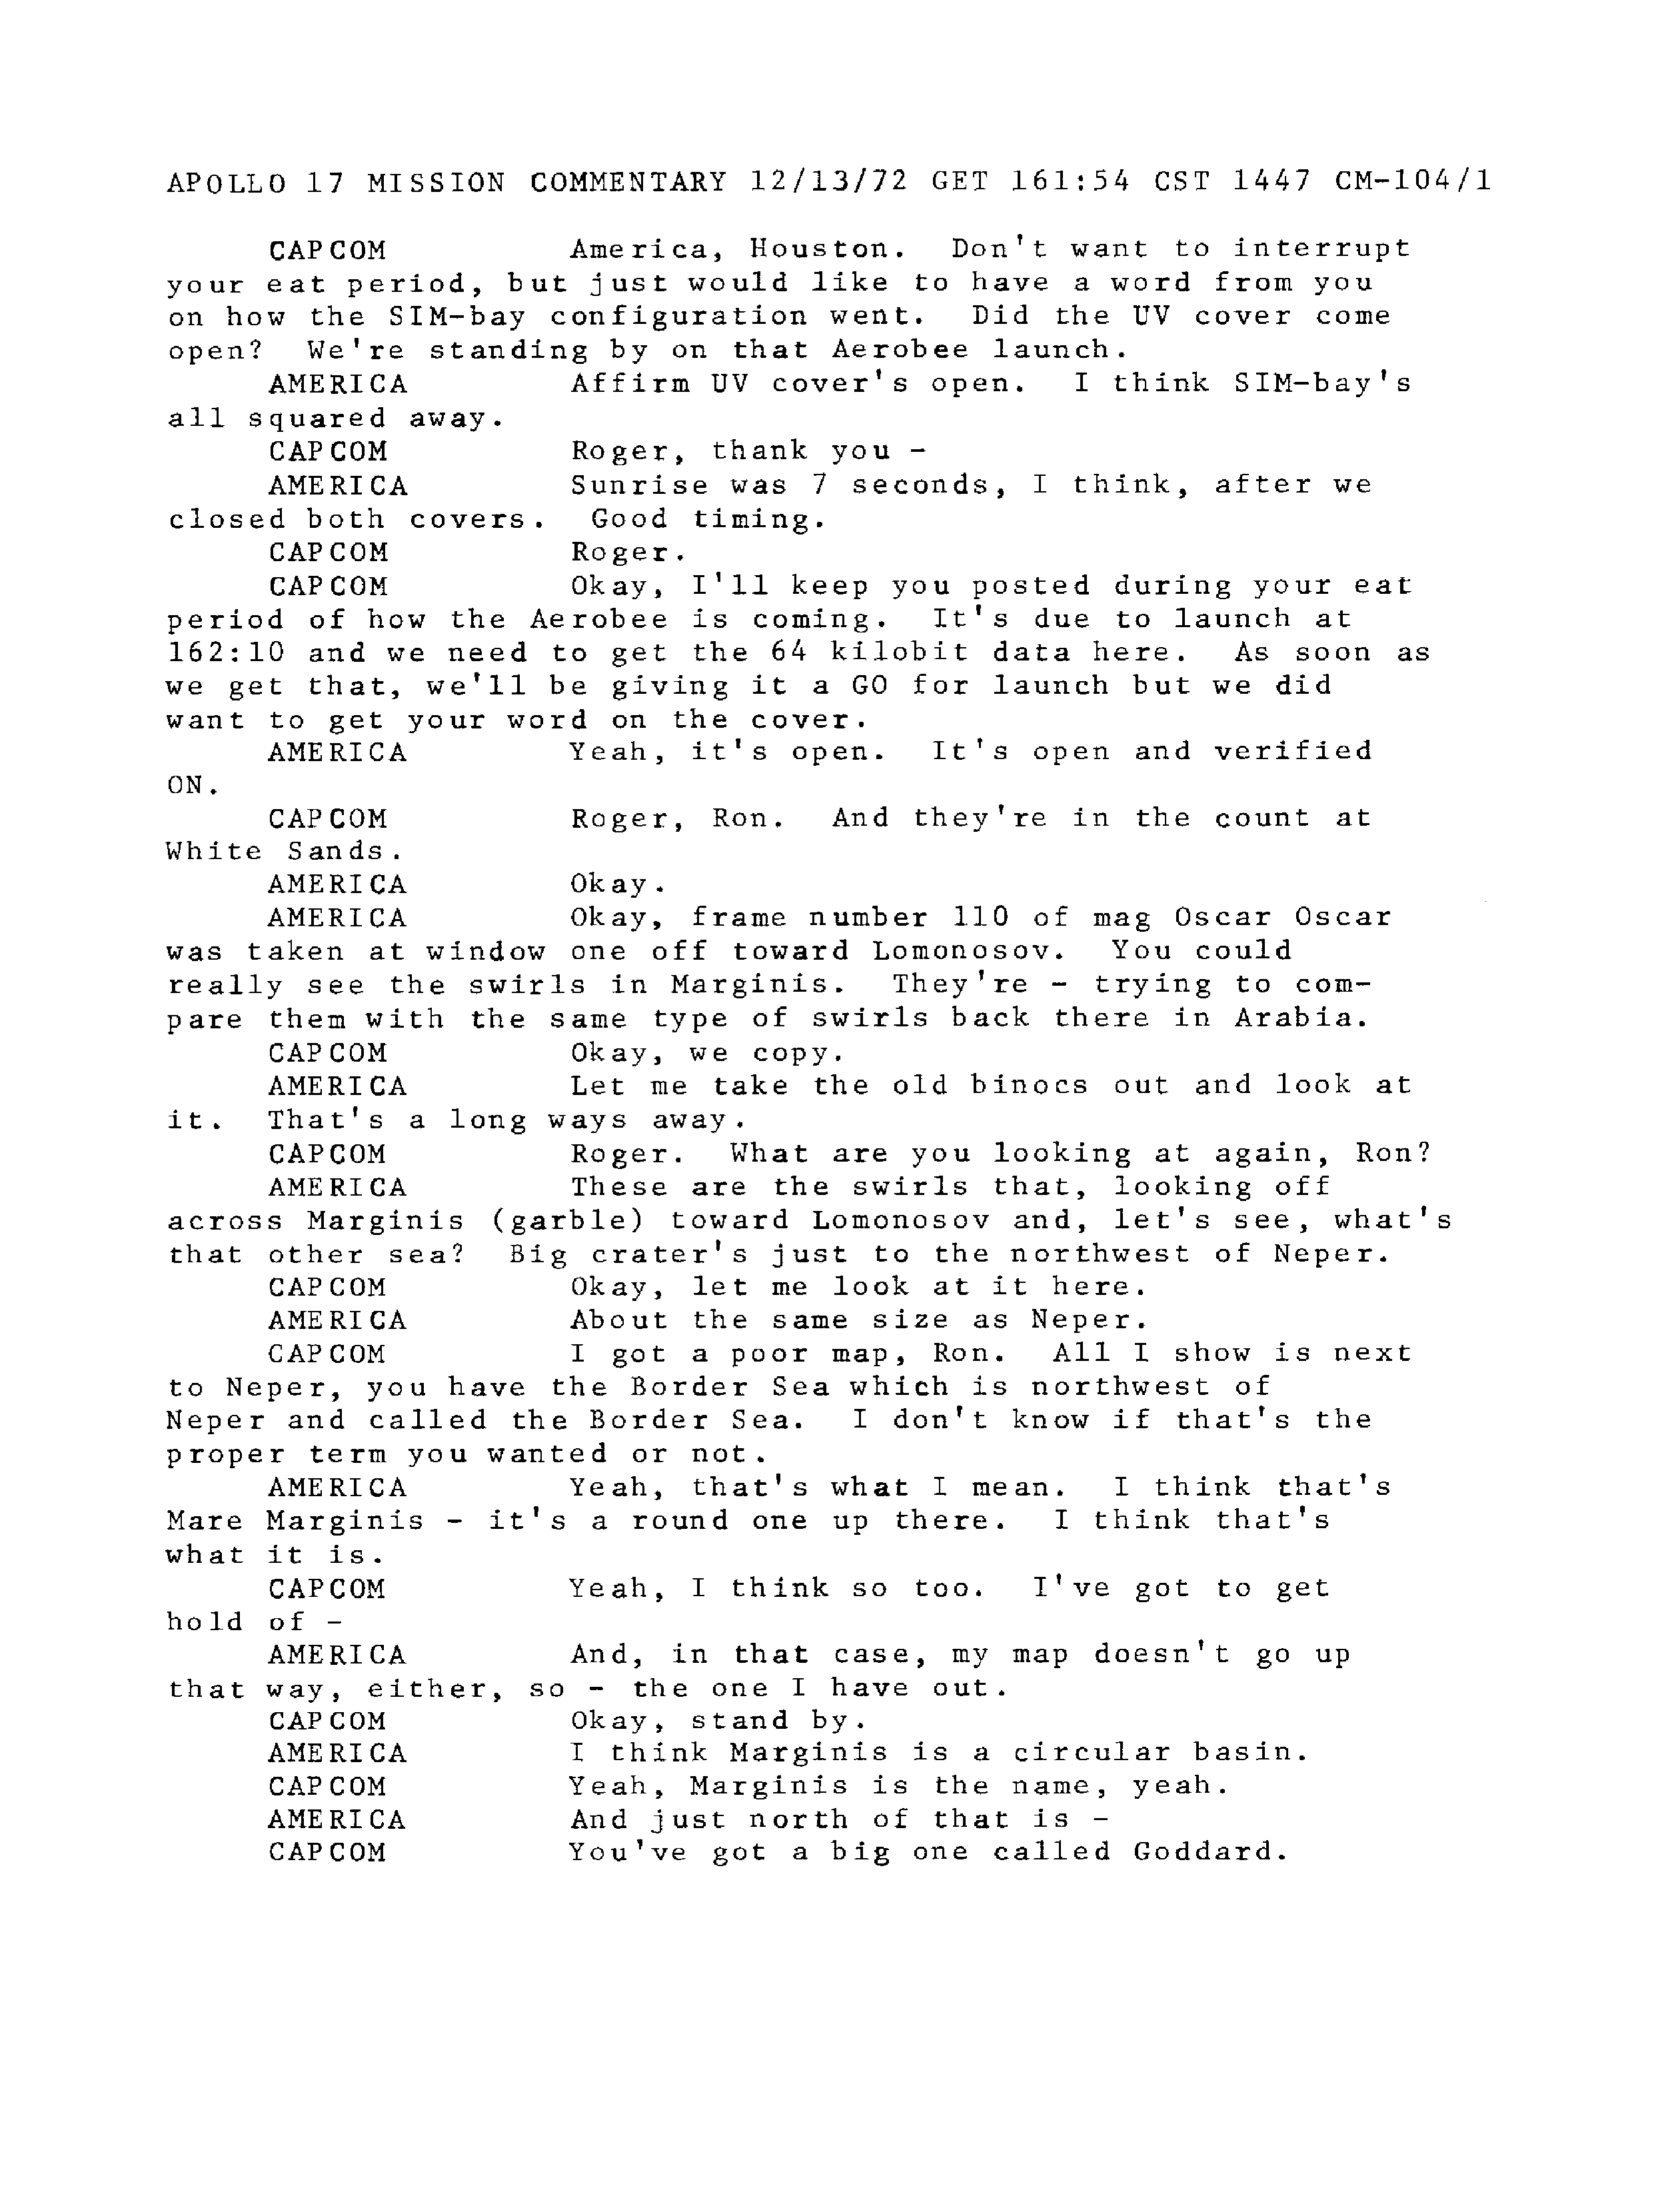 APOLLO 17 MISSION COMMENTARY 12/13/72 GET 161:54 CST 1447 CM-104/1
CAPCOM America, Houston. Don't want to interrupt
your eat period, but just would like to have a word from you
on how the SIM-bay configuration went. Did the UV cover come
open? We're standing by on that Aerobee launch.
AMERICA Affirm UV cover's open. I think SIM-bay's
all squared away.
CAPCOM Roger, thank you -
AMERICA Sunrise was 7 seconds, I think, after we
closed both covers. Good timing.
CAPCOM Roger.
CAPCOM Okay, I'll keep you posted during your eat
period of how the Aerobee is coming. It's due to launch at
162:10 and we need to get the 64 kilobit data here. As soon as
we get that, we'll be giving it a GO for launch but we did
want to get your word on the cover.
AMERICA Yeah, it's open. It's open and verified
ON.
CAPCOM Roger, Ron. And they're in the count at
White Sands.
AMERICA Okay.
AMERICA Okay, frame number 110 of mag Oscar Oscar
was taken at window one off toward Lomonosov. You could
really see the swirls in Marginis. They're - trying to com-
pare them with the same type of swirls back there in Arabia.
CAPCOM Okay, we copy.
AMERICA Let me take the old binocs out and look at
it. That's a long ways away.
CAPCOM Roger. What are you looking at again, Ron?
AMERICA These are the swirls that, looking off
across Marginis (garble) toward Lomonosov and, let's see, what's
that other sea? Big crater's just to the northwest of Neper.
CAPCOM Okay, let me look at it here.
AMERICA About the same size as Neper.
CAPCOM I got a poor map, Ron. All I show is next
to Neper, you have the Border Sea which is northwest of
Neper and called the Border Sea. I don't know if that's the
proper term you wanted or not.
AMERICA Yeah, that's what I mean. I think that's
Mare Marginis - it's a round one up there. I think that's
what it is.
CAPCOM Yeah, I think so too. I've got to get
hold of -
AMERICA And, in that case, my map doesn't go up
that way, either, so - the one I have out.
CAPCOM Okay, stand by.
AMERICA I think Marginis is a circular basin.
CAPCOM Yeah, Marginis is the name, yeah.
AMERICA And just north of that is -
CAPCOM You've got a big one called Goddard.